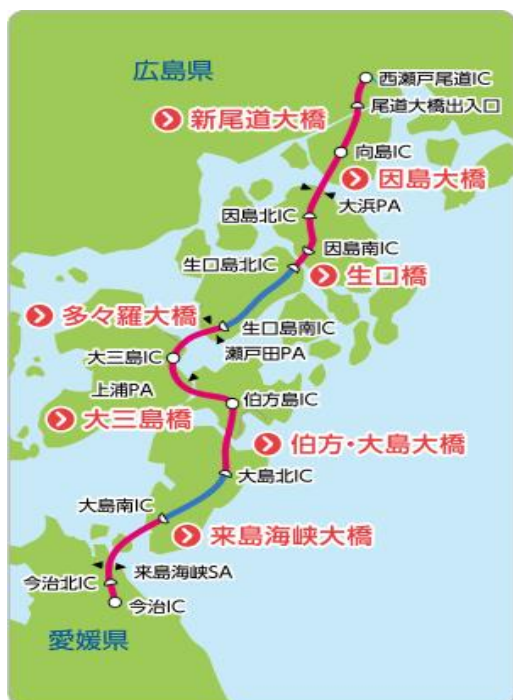 広島県
西瀬戸尾道IC
尾道大橋出入口
新尾道大橋
向島IC
因島大橋
大浜PA
因島北IC
因島南IC
生口島北IC
生口橋
多々羅大橋
生口島南IC
瀬戸田PA
大三島IC
上浦PA
伯方島IC
大三島橋
伯方・大島大橋
大島北IC
大島南IC
来島海峡大橋
来島海峡SA
今治北IC
今治IC
愛媛県